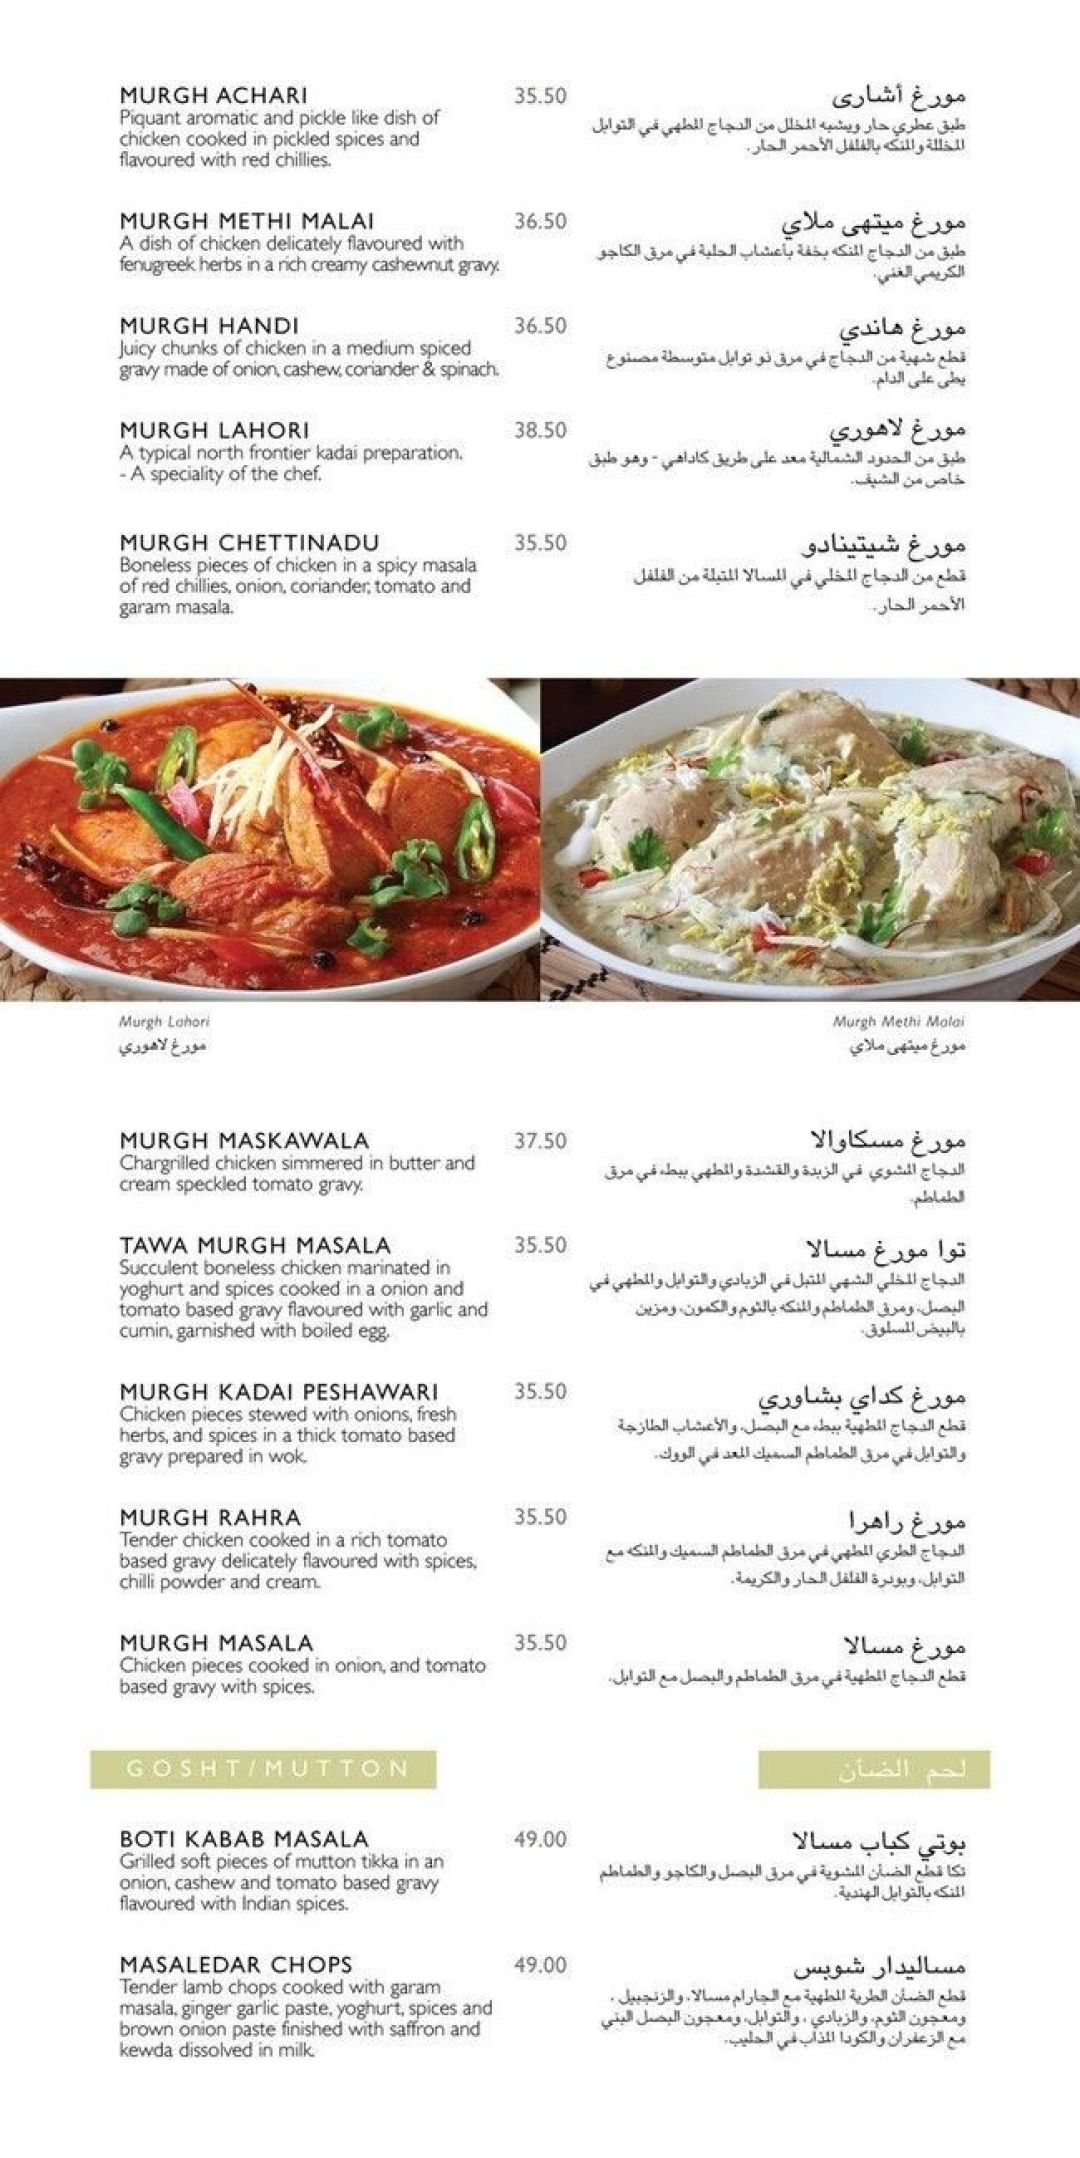 MURGH ACHARI 35.50 مورغ أشارى
Piquant aromatic and pickle like dish of
chicken cooked in pickled spices and
flavoured with red chillies.
طبق عطري حار ويشبه المخلل من الدجاج المطهي في التوابل
المخللة والمنكه بالفلفل الأحمر الحار.
MURGH METHI MALAI 36.50 مورغ ميتهى ملاي
A dish of chicken delicately flavoured with
fenugreek herbs in a rich creamy cashewnut gravy.
طبق من الدجاج المنكه بخفة بأعشاب الحلبة في مرق الكاجو
الكريمي الغني.
MURGH HANDI 36.50 مورغ هاندي
Juicy chunks of chicken in a medium spiced
gravy made of onion, cashew, coriander & spinach.
قطع شهية من الدجاج في مرق ذو توابل متوسطة مصنوع
يطى على الدام.
MURGH LAHORI 38.50 مورغ لاهوري
A typical north frontier kadai preparation.
- A speciality of the chef.
طبق من الحدود الشمالية معد على طريق كاداهي - وهو طبق
خاص من الشيف.
MURGH CHETTINADU 35.50 مورغ شيتينادو
Boneless pieces of chicken in a spicy masala
of red chillies, onion, coriander, tomato and
garam masala.
قطع من الدجاج المخلي في المسالا المتبلة من الفلفل
الأحمر الحار.
Murgh Lahori
مورغ لاهوري
Murgh Methi Malai
مورغ ميتهى ملاي
MURGH MASKAWALA 37.50 مورغ مسكاوالا
Chargrilled chicken simmered in butter and
cream speckled tomato gravy.
الدجاج المشوي في الزبدة والقشدة والمطهي ببطء في مرق
الطماطم.
TAWA MURGH MASALA 35.50 توا مورغ مسالا
Succulent boneless chicken marinated in
yoghurt and spices cooked in a onion and
tomato based gravy flavoured with garlic and
cumin, garnished with boiled egg.
الدجاج المخلي الشهي المتبل في الزبادي والتوابل والمطهي في
البصل، ومرق الطماطم والمنكه بالثوم والكمون، ومزين
بالبيض المسلوق.
MURGH KADAI PESHAWARI 35.50 مورغ كداي بشاوري
Chicken pieces stewed with onions, fresh
herbs, and spices in a thick tomato based
gravy prepared in wok.
قطع الدجاج المطهية ببطء مع البصل، والأعشاب الطازجة
والتوابل في مرق الطماطم السميك المعد في الووك.
MURGH RAHRA 35.50 مورغ راهرا
Tender chicken cooked in a rich tomato
based gravy delicately flavoured with spices,
chilli powder and cream.
الدجاج الطري المطهي في مرق الطماطم السميك والمنكه مع
التوابل، وبودرة الفلفل الحار والكريمة.
MURGH MASALA 35.50 مورغ مسالا
Chicken pieces cooked in onion, and tomato
based gravy with spices.
قطع الدجاج المطهية في مرق الطماطم والبصل مع التوابل.
GOSHT/MUTTON لحم الضأن
BOTI KABAB MASALA 49.00 بوتي كباب مسالا
Grilled soft pieces of mutton tikka in an
onion, cashew and tomato based gravy
flavoured with Indian spices.
تكا قطع الضأن المشوية في مرق البصل والكاجو والطماطم
المنكه بالتوابل الهندية.
MASALEDAR CHOPS 49.00 مساليدار شوبس
Tender lamb chops cooked with garam
masala, ginger garlic paste, yoghurt, spices and
brown onion paste finished with saffron and
kewda dissolved in milk.
قطع الضأن الطرية المطهية مع الجارام مسالا، والزنجبيل ،
ومعجون الثوم، والزبادي ، والتوابل، ومعجون البصل البني
مع الزعفران والكودا المذاب في الحليب.